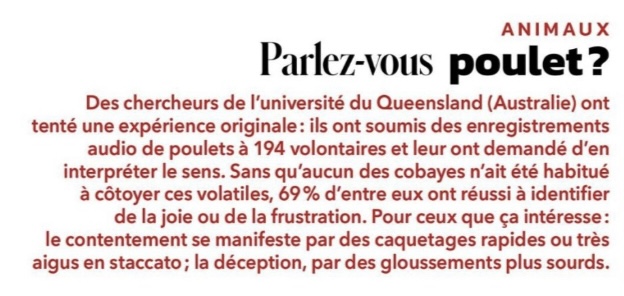 ANIMAUX
Parlez-vous poulet ?
Des chercheurs de l'université du Queensland (Australie) ont
tenté une expérience originale : ils ont soumis des enregistrements
audio de poulets à 194 volontaires et leur ont demandé d'en
interpréter le sens. Sans qu'aucun des cobayes n'ait été habitué
à côtoyer ces volatiles, 69 % d'entre eux ont réussi à identifier
de la joie ou de la frustration. Pour ceux que ça intéresse :
le contentement se manifeste par des caquetages rapides ou très
aigus en staccato ; la déception, par des gloussements plus sourds.